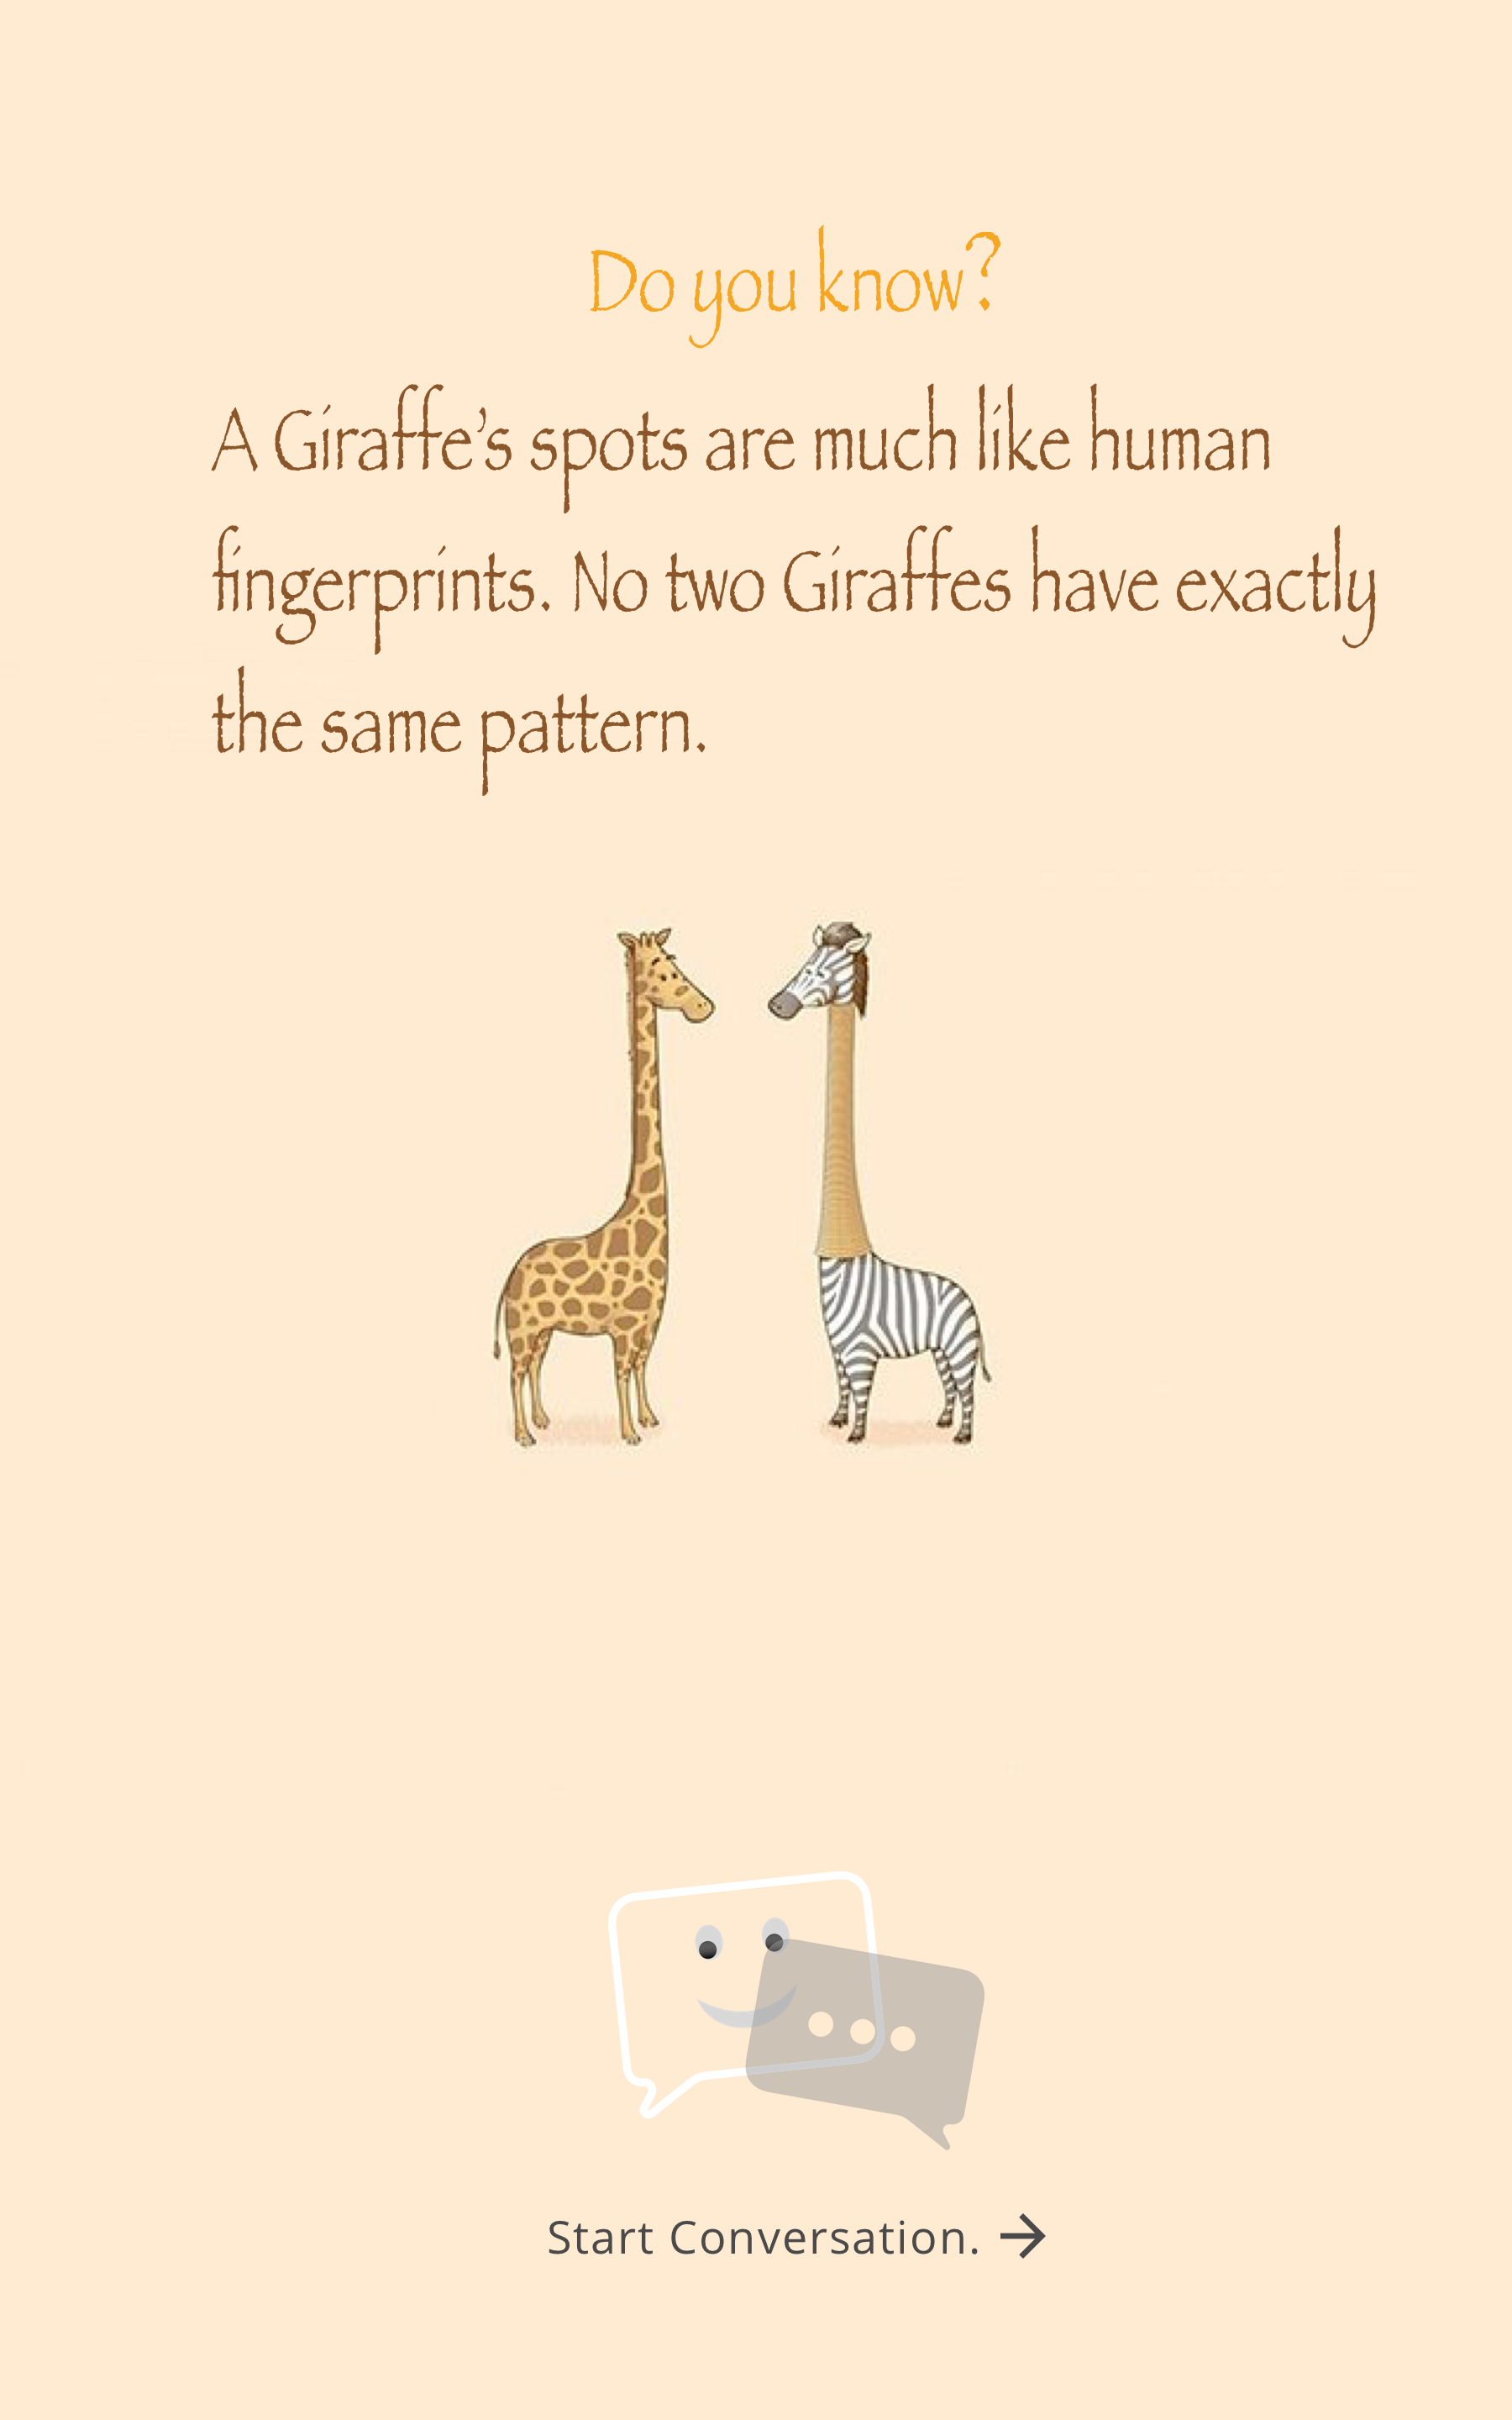 Do you know?
A Giraffe’s spots are much like human
fingerprints. No two Giraffes have exactly
the same pattern.
Start Conversation.